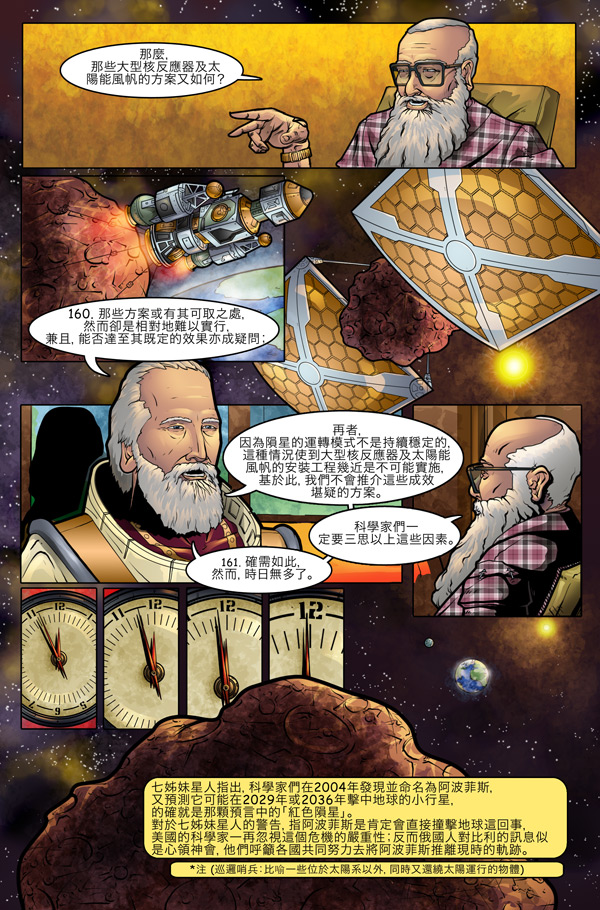 那麼,
那些大型核反應器及太
陽能風帆的方案又如何？
160. 那些方案或有其可取之處,
然而卻是相對地難以實行,
兼且, 能否達至其既定的效果亦成疑問;
再者,
因為隕星的運轉模式不是持續穩定的,
這種情況使到大型核反應器及太陽能
風帆的安裝工程幾近是不可能實施,
基於此, 我們不會推介這些成效
堪疑的方案。
科學家們一
定要三思以上這些因素。
161. 確需如此,
然而, 時日無多了。
12
3
6
9
12
12
12
七姊妹星人指出, 科學家們在2004年發現並命名為阿波菲斯,
又預測它可能在2029年或2036年擊中地球的小行星,
的確就是那顆預言中的「紅色隕星」。
對於七姊妹星人的警告, 指阿波菲斯是肯定會直接撞擊地球這回事,
美國的科學家一再忽視這個危機的嚴重性; 反而俄國人對比利的訊息似
是心領神會, 他們呼籲各國共同努力去將阿波菲斯推離現時的軌跡。
*注 (巡邏哨兵: 比喻一些位於太陽系以外, 同時又還繞太陽運行的物體)